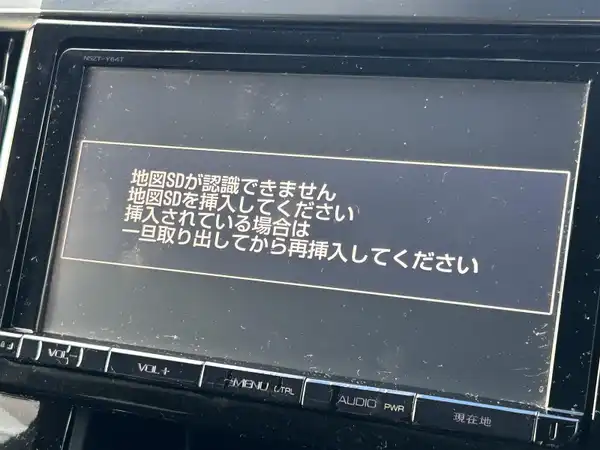 NSZT-Y64T
地図SDが認識できません
地図SDを挿入してください
挿入されている場合は
一旦取り出してから再挿入してください
VOL－
VOL＋
MENU CTRL
AUDIO PWR
現在地